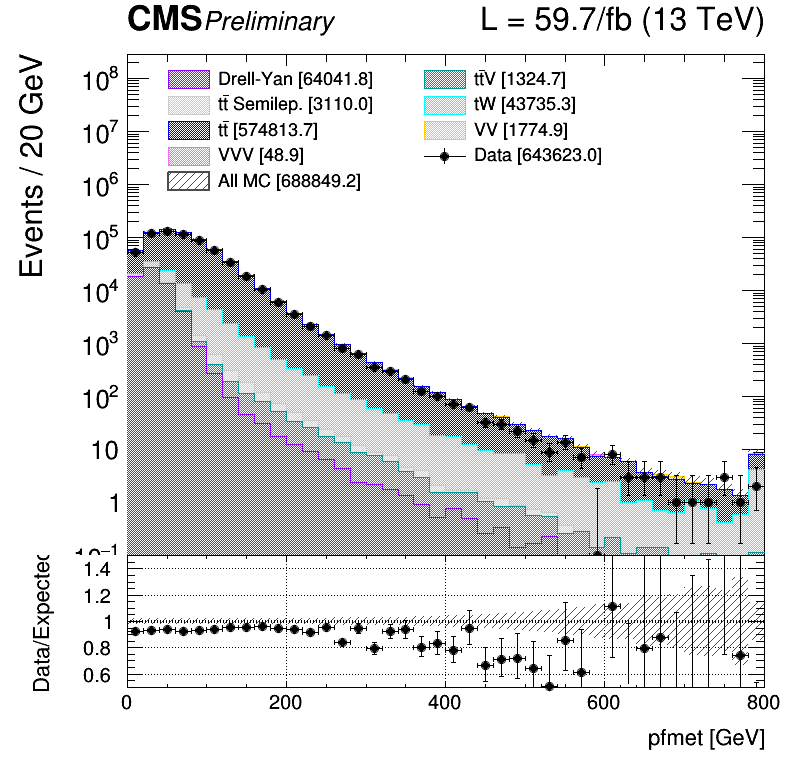 CMS Preliminary L = 59.7/fb (13 TeV)
Events / 20 GeV
Drell-Yan [64041.8]
tt̄ Semilep. [3110.0]
tt̄ [574813.7]
VVV [48.9]
All MC [688849.2]
tt̄V [1324.7]
tW [43735.3]
VV [1774.9]
Data [643623.0]
10⁸
10⁷
10⁶
10⁵
10⁴
10³
10²
10
1
10⁻¹
Data/Expected
1.4
1.2
1
0.8
0.6
0 200 400 600 800
pfmet [GeV]